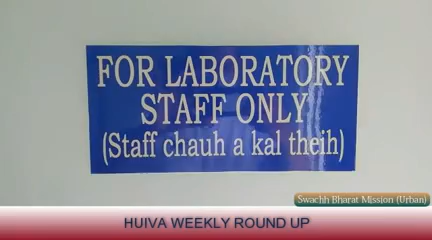 FOR LABORATORY
STAFF ONLY
(Staff chauh a kal theih)
Swachh Bharat Mission (Urban)
HUIVA WEEKLY ROUND UP